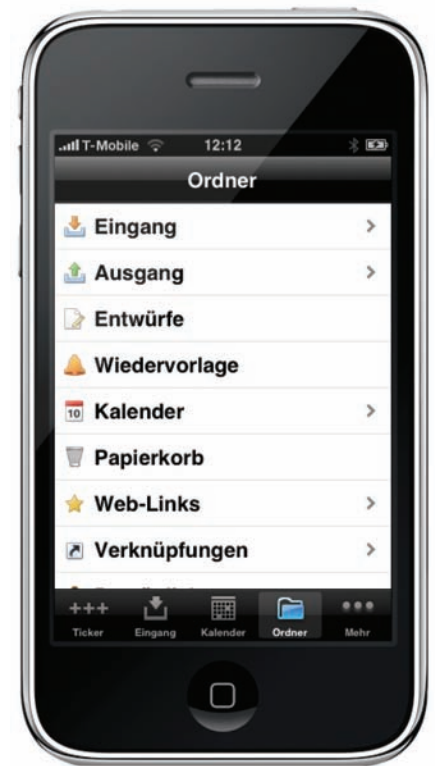 T-Mobile 12:12
Ordner
Eingang
Ausgang
Entwürfe
Wiedervorlage
10 Kalender
Papierkorb
Web-Links
Verknüpfungen
+++
Ticker Eingang Kalender Ordner Mehr